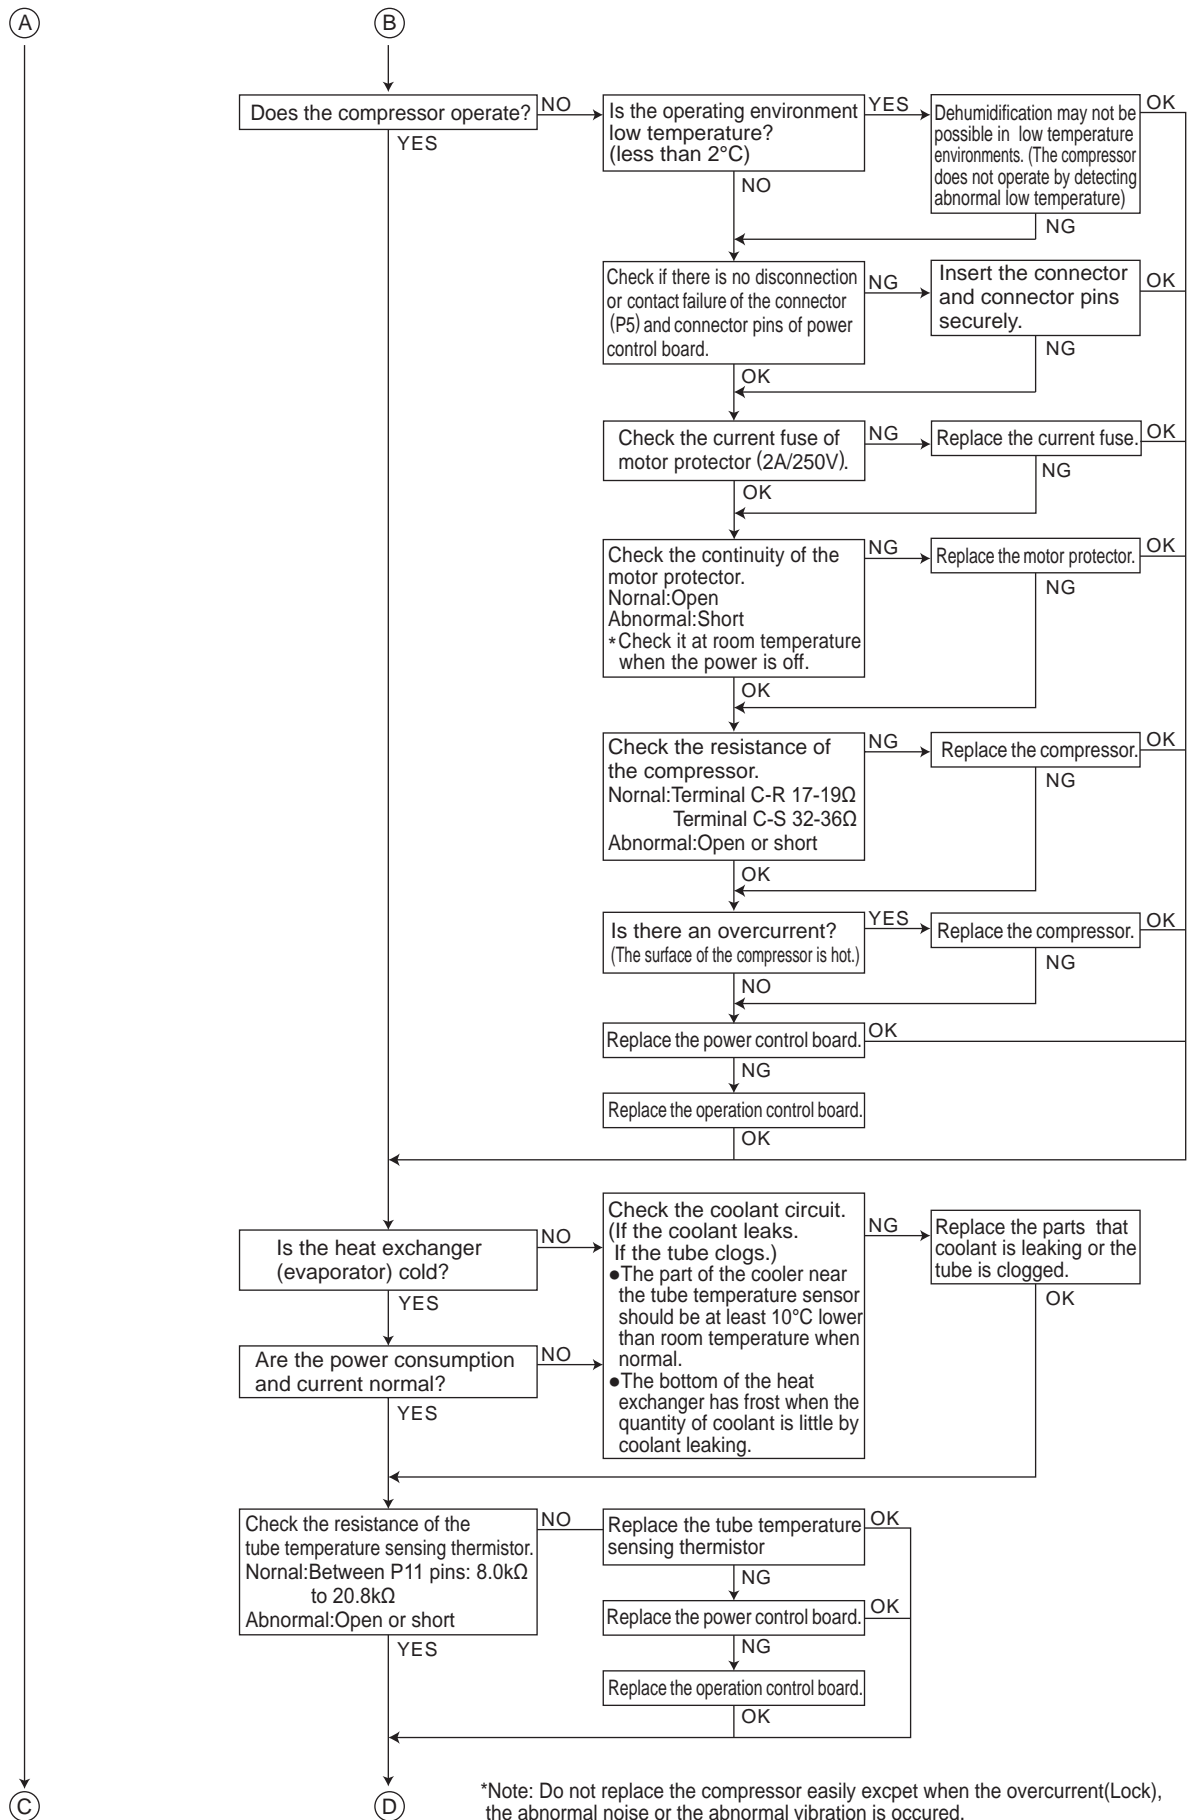 A
B
Does the compressor operate?
NO
YES
Is the operating environment
low temperature?
(less than 2°C)
YES
NO
Dehumidification may not be
possible in low temperature
environments. (The compressor
does not operate by detecting
abnormal low temperature)
OK
NG
Check if there is no disconnection
or contact failure of the connector
(P5) and connector pins of power
control board.
NG
OK
Insert the connector
and connector pins
securely.
OK
NG
Check the current fuse of
motor protector (2A/250V).
NG
OK
Replace the current fuse.
OK
NG
Check the continuity of the
motor protector.
Nornal:Open
Abnormal:Short
*Check it at room temperature
when the power is off.
NG
OK
Replace the motor protector.
OK
NG
Check the resistance of
the compressor.
Nornal:Terminal C-R 17-19Ω
Terminal C-S 32-36Ω
Abnormal:Open or short
NG
OK
Replace the compressor.
OK
NG
Is there an overcurrent?
(The surface of the compressor is hot.)
YES
NO
Replace the compressor.
OK
NG
Replace the power control board.
OK
NG
Replace the operation control board.
OK
Is the heat exchanger
(evaporator) cold?
NO
YES
Are the power consumption
and current normal?
NO
YES
Check the coolant circuit.
(If the coolant leaks.
If the tube clogs.)
●The part of the cooler near
the tube temperature sensor
should be at least 10°C lower
than room temperature when
normal.
●The bottom of the heat
exchanger has frost when the
quantity of coolant is little by
coolant leaking.
NG
Replace the parts that
coolant is leaking or the
tube is clogged.
OK
Check the resistance of the
tube temperature sensing thermistor.
Nornal:Between P11 pins: 8.0kΩ
to 20.8kΩ
Abnormal:Open or short
NO
YES
Replace the tube temperature
sensing thermistor
OK
NG
Replace the power control board.
OK
NG
Replace the operation control board.
OK
C
D
*Note: Do not replace the compressor easily excpet when the overcurrent(Lock),
the abnormal noise or the abnormal vibration is occured.